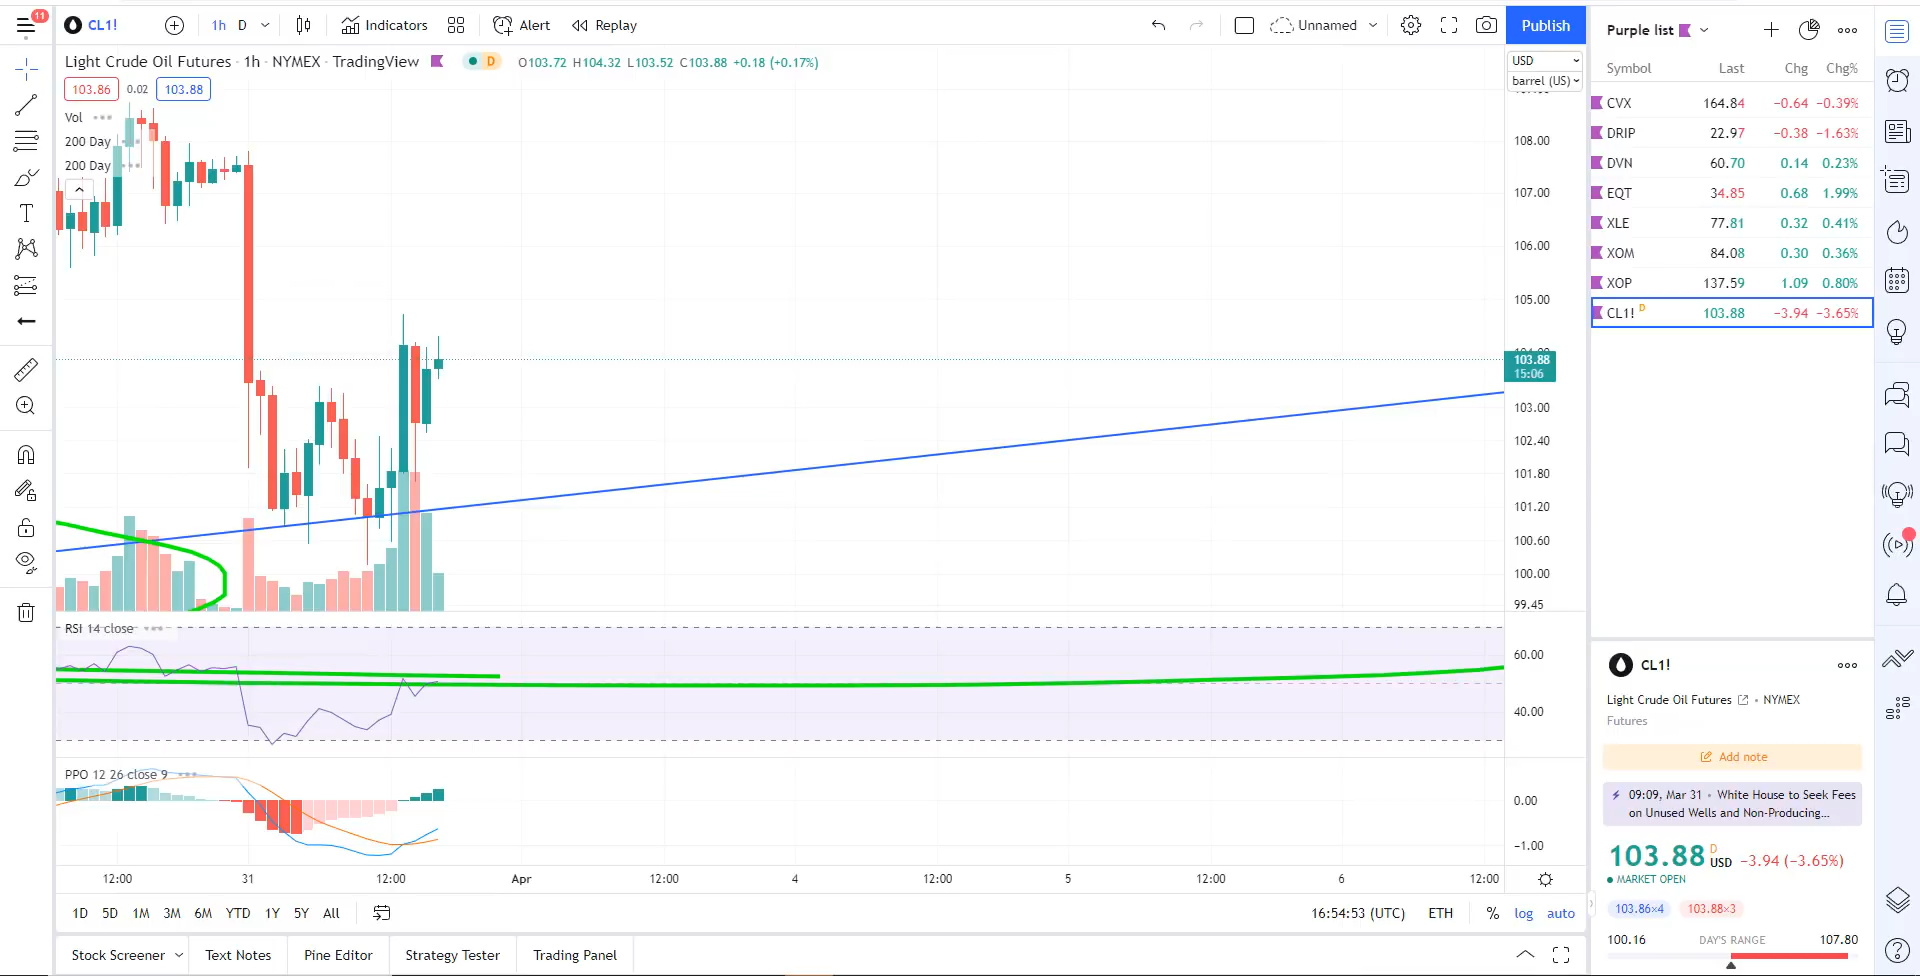 11
CL1!
1h D
Indicators
Alert
Replay
Unnamed
Publish
Light Crude Oil Futures · 1h · NYMEX · TradingView D O103.72 H104.32 L103.52 C103.88 +0.18 (+0.17%)
103.86 0.02 103.88
Vol
200 Day
200 Day
USD
barrel (US)
108.00
107.00
106.00
105.00
103.88
15:06
103.00
102.40
101.80
101.20
100.60
100.00
99.45
RSI 14 close
60.00
40.00
PPO 12 26 close 9
0.00
−1.00
12:00 31 12:00 Apr 12:00 4 12:00 5 12:00 6 12:00
1D 5D 1M 3M 6M YTD 1Y 5Y All
16:54:53 (UTC) ETH % log auto
Stock Screener Text Notes Pine Editor Strategy Tester Trading Panel
Purple list
Symbol Last Chg Chg%
CVX 164.84 −0.64 −0.39%
DRIP 22.97 −0.38 −1.63%
DVN 60.70 0.14 0.23%
EQT 34.85 0.68 1.99%
XLE 77.81 0.32 0.41%
XOM 84.08 0.30 0.36%
XOP 137.59 1.09 0.80%
CL1! D 103.88 −3.94 −3.65%
CL1!
Light Crude Oil Futures • NYMEX
Futures
Add note
09:09, Mar 31 • White House to Seek Fees
on Unused Wells and Non-Producing...
103.88 D USD −3.94 (−3.65%)
MARKET OPEN
103.86×4 103.88×3
100.16 DAY'S RANGE 107.80